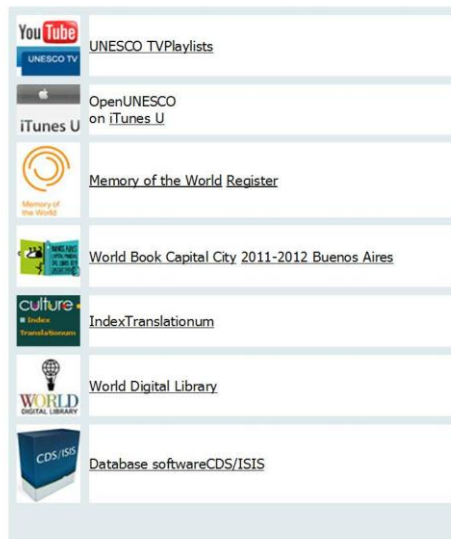 You Tube
UNESCO TV
UNESCO TVPlaylists
iTunes U
OpenUNESCO
on iTunes U
Memory of
the World
Memory of the World Register
BUENOS AIRES
World Book Capital City 2011-2012 Buenos Aires
culture
Index
Translationum
IndexTranslationum
WORLD
DIGITAL LIBRARY
World Digital Library
CDS/ISIS
Database softwareCDS/ISIS